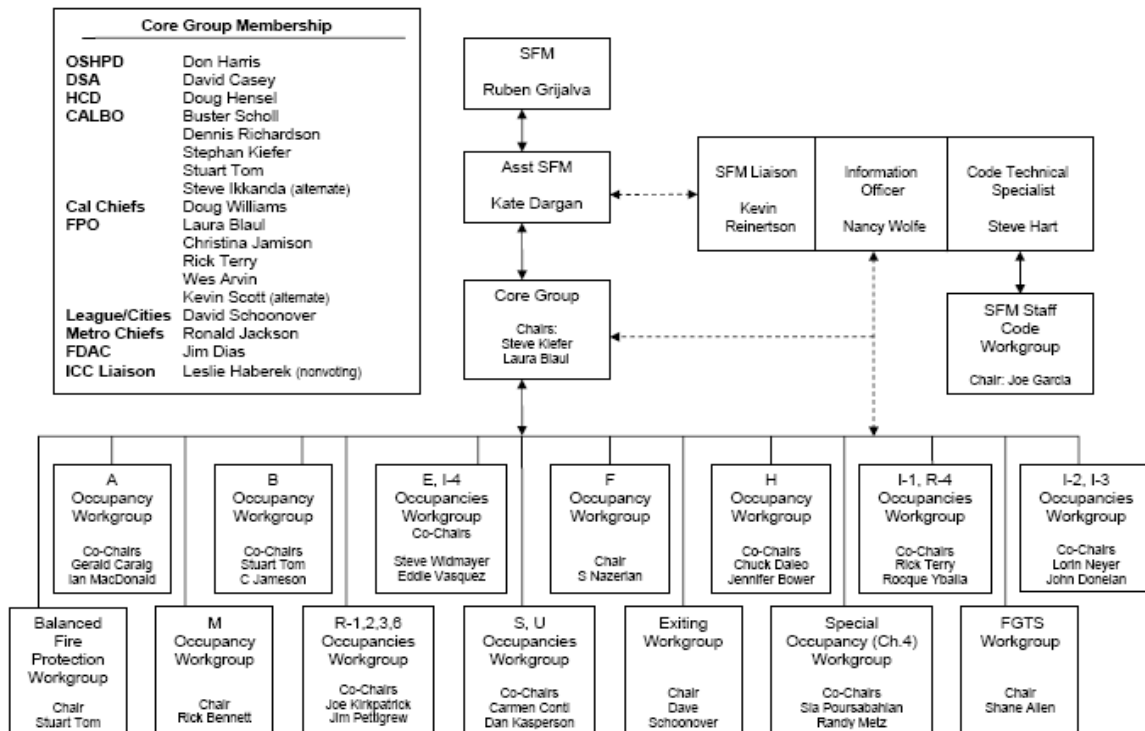 Core Group Membership
OSHPD Don Harris
DSA David Casey
HCD Doug Hensel
CALBO Buster Scholl
Dennis Richardson
Stephan Kiefer
Stuart Tom
Steve Ikkanda (alternate)
Cal Chiefs Doug Williams
FPO Laura Blaul
Christina Jamison
Rick Terry
Wes Arvin
Kevin Scott (alternate)
League/Cities David Schoonover
Metro Chiefs Ronald Jackson
FDAC Jim Dias
ICC Liaison Leslie Haberek (nonvoting)
SFM
Ruben Grijalva
Asst SFM
Kate Dargan
SFM Liaison
Kevin
Reinertson
Information
Officer
Nancy Wolfe
Code Technical
Specialist
Steve Hart
Core Group
Chairs:
Steve Kiefer
Laura Blaul
SFM Staff
Code
Workgroup
Chair: Joe Garcia
A
Occupancy
Workgroup
Co-Chairs
Gerald Caraig
Ian MacDonald
B
Occupancy
Workgroup
Co-Chairs
Stuart Tom
C Jameson
E, I-4
Occupancies
Workgroup
Co-Chairs
Steve Widmayer
Eddie Vasquez
F
Occupancy
Workgroup
Chair
S Nazerian
H
Occupancy
Workgroup
Co-Chairs
Chuck Daleo
Jennifer Bower
I-1, R-4
Occupancies
Workgroup
Co-Chairs
Rick Terry
Rocque Yballa
I-2, I-3
Occupancies
Workgroup
Co-Chairs
Lorin Neyer
John Donelan
Balanced
Fire
Protection
Workgroup
Chair
Stuart Tom
M
Occupancy
Workgroup
Chair
Rick Bennett
R-1,2,3,6
Occupancies
Workgroup
Co-Chairs
Joe Kirkpatrick
Jim Pettigrew
S, U
Occupancies
Workgroup
Co-Chairs
Carmen Conti
Dan Kasperson
Exiting
Workgroup
Chair
Dave
Schoonover
Special
Occupancy (Ch.4)
Workgroup
Co-Chairs
Sia Poursabahian
Randy Metz
FGTS
Workgroup
Chair
Shane Allen